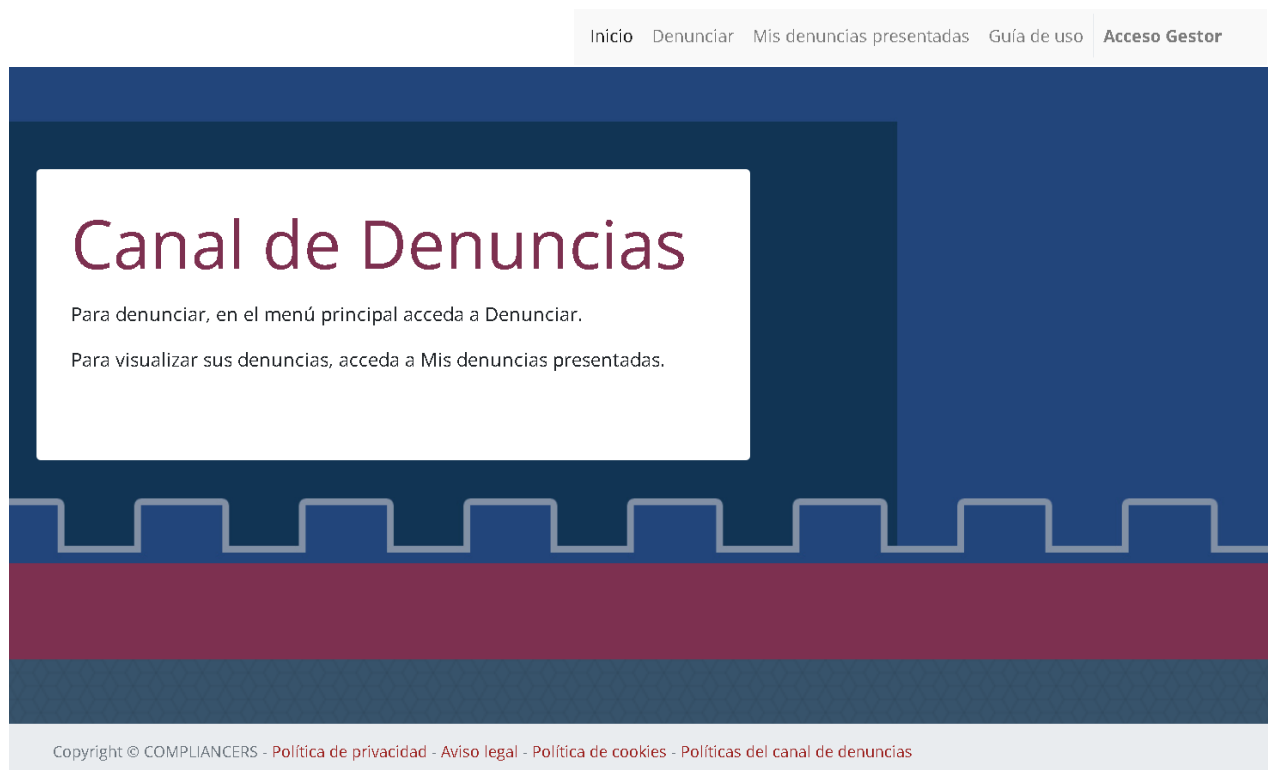 Inicio Denunciar Mis denuncias presentadas Guía de uso Acceso Gestor
Canal de Denuncias
Para denunciar, en el menú principal acceda a Denunciar.
Para visualizar sus denuncias, acceda a Mis denuncias presentadas.
Copyright © COMPLIANCERS - Política de privacidad - Aviso legal - Política de cookies - Políticas del canal de denuncias